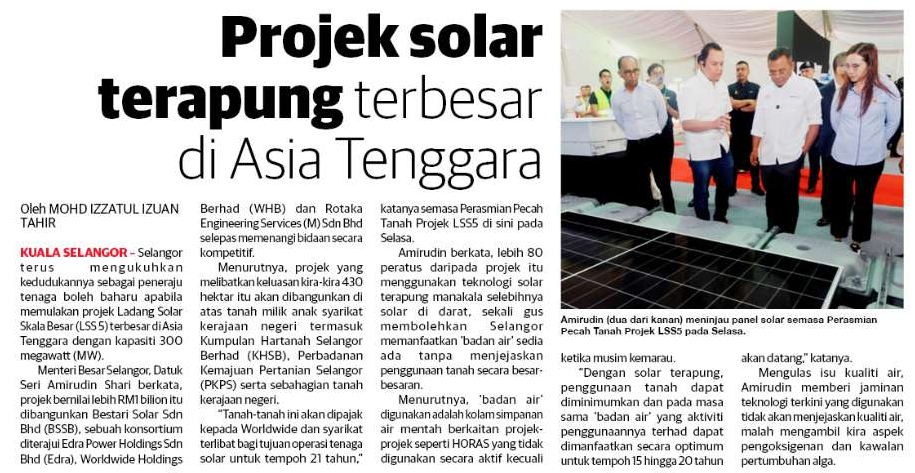 Projek solar
terapung terbesar
di Asia Tenggara
Oleh MOHD IZZATUL IZUAN
TAHIR
KUALA SELANGOR – Selangor
terus mengukuhkan
kedudukannya sebagai peneraju
tenaga boleh baharu apabila
memulakan projek Ladang Solar
Skala Besar (LSS 5) terbesar di Asia
Tenggara dengan kapasiti 300
megawatt (MW).
Menteri Besar Selangor, Datuk
Seri Amirudin Shari berkata,
projek bernilai lebih RM1 bilion itu
dibangunkan Bestari Solar Sdn
Bhd (BSSB), sebuah konsortium
diterajui Edra Power Holdings Sdn
Bhd (Edra), Worldwide Holdings
Berhad (WHB) dan Rotaka
Engineering Services (M) Sdn Bhd
selepas memenangi bidaan secara
kompetitif.
Menurutnya, projek yang
melibatkan keluasan kira-kira 430
hektar itu akan dibangunkan di
atas tanah milik anak syarikat
kerajaan negeri termasuk
Kumpulan Hartanah Selangor
Berhad (KHSB), Perbadanan
Kemajuan Pertanian Selangor
(PKPS) serta sebahagian tanah
kerajaan negeri.
"Tanah-tanah ini akan dipajak
kepada Worldwide dan syarikat
terlibat bagi tujuan operasi tenaga
solar untuk tempoh 21 tahun,"
katanya semasa Perasmian Pecah
Tanah Projek LSS5 di sini pada
Selasa.
Amirudin berkata, lebih 80
peratus daripada projek itu
menggunakan teknologi solar
terapung manakala selebihnya
solar di darat, sekali gus
membolehkan Selangor
memanfaatkan 'badan air' sedia
ada tanpa menjejaskan
penggunaan tanah secara besar-
besaran.
Menurutnya, 'badan air'
digunakan adalah kolam simpanan
air mentah berkaitan projek-
projek seperti HORAS yang tidak
digunakan secara aktif kecuali
Amirudin (dua dari kanan) meninjau panel solar semasa Perasmian
Pecah Tanah Projek LSS5 pada Selasa.
ketika musim kemarau.
"Dengan solar terapung,
penggunaan tanah dapat
diminimumkan dan pada masa
sama 'badan air' yang aktiviti
penggunaannya terhad dapat
dimanfaatkan secara optimum
untuk tempoh 15 hingga 20 tahun
akan datang," katanya.
Mengulas isu kualiti air,
Amirudin memberi jaminan
teknologi terkini yang digunakan
tidak akan menjejaskan kualiti air,
malah mengambil kira aspek
pengoksigenan dan kawalan
pertumbuhan alga.